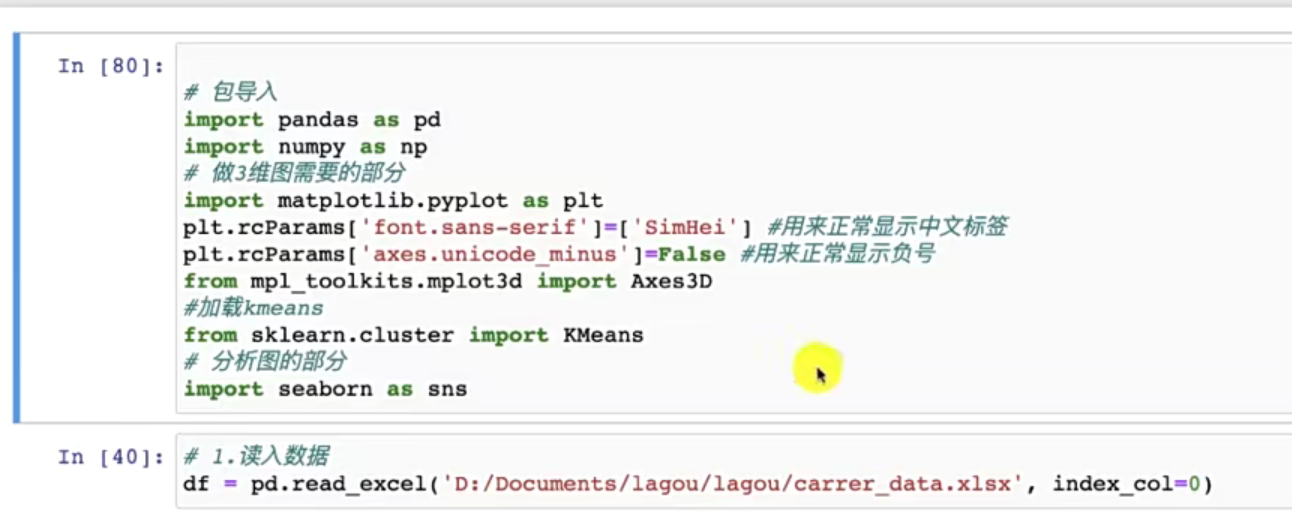 In [80]:
# 包导入
import pandas as pd
import numpy as np
# 做3维图需要的部分
import matplotlib.pyplot as plt
plt.rcParams['font.sans-serif']=['SimHei'] #用来正常显示中文标签
plt.rcParams['axes.unicode_minus']=False #用来正常显示负号
from mpl_toolkits.mplot3d import Axes3D
#加载kmeans
from sklearn.cluster import KMeans
# 分析图的部分
import seaborn as sns
In [40]: # 1.读入数据
df = pd.read_excel('D:/Documents/lagou/lagou/carrer_data.xlsx', index_col=0)